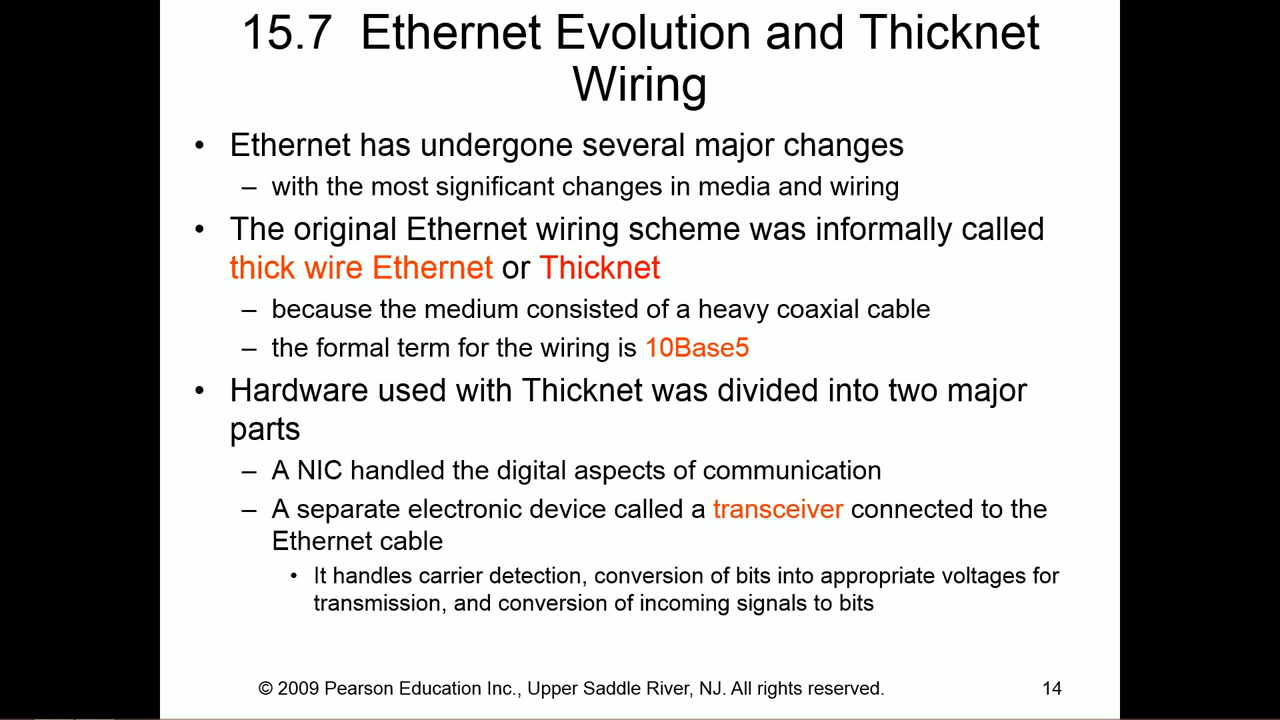 15.7 Ethernet Evolution and Thicknet
Wiring
• Ethernet has undergone several major changes
– with the most significant changes in media and wiring
• The original Ethernet wiring scheme was informally called
thick wire Ethernet or Thicknet
– because the medium consisted of a heavy coaxial cable
– the formal term for the wiring is 10Base5
• Hardware used with Thicknet was divided into two major
parts
– A NIC handled the digital aspects of communication
– A separate electronic device called a transceiver connected to the
Ethernet cable
• It handles carrier detection, conversion of bits into appropriate voltages for
transmission, and conversion of incoming signals to bits
© 2009 Pearson Education Inc., Upper Saddle River, NJ. All rights reserved.
14